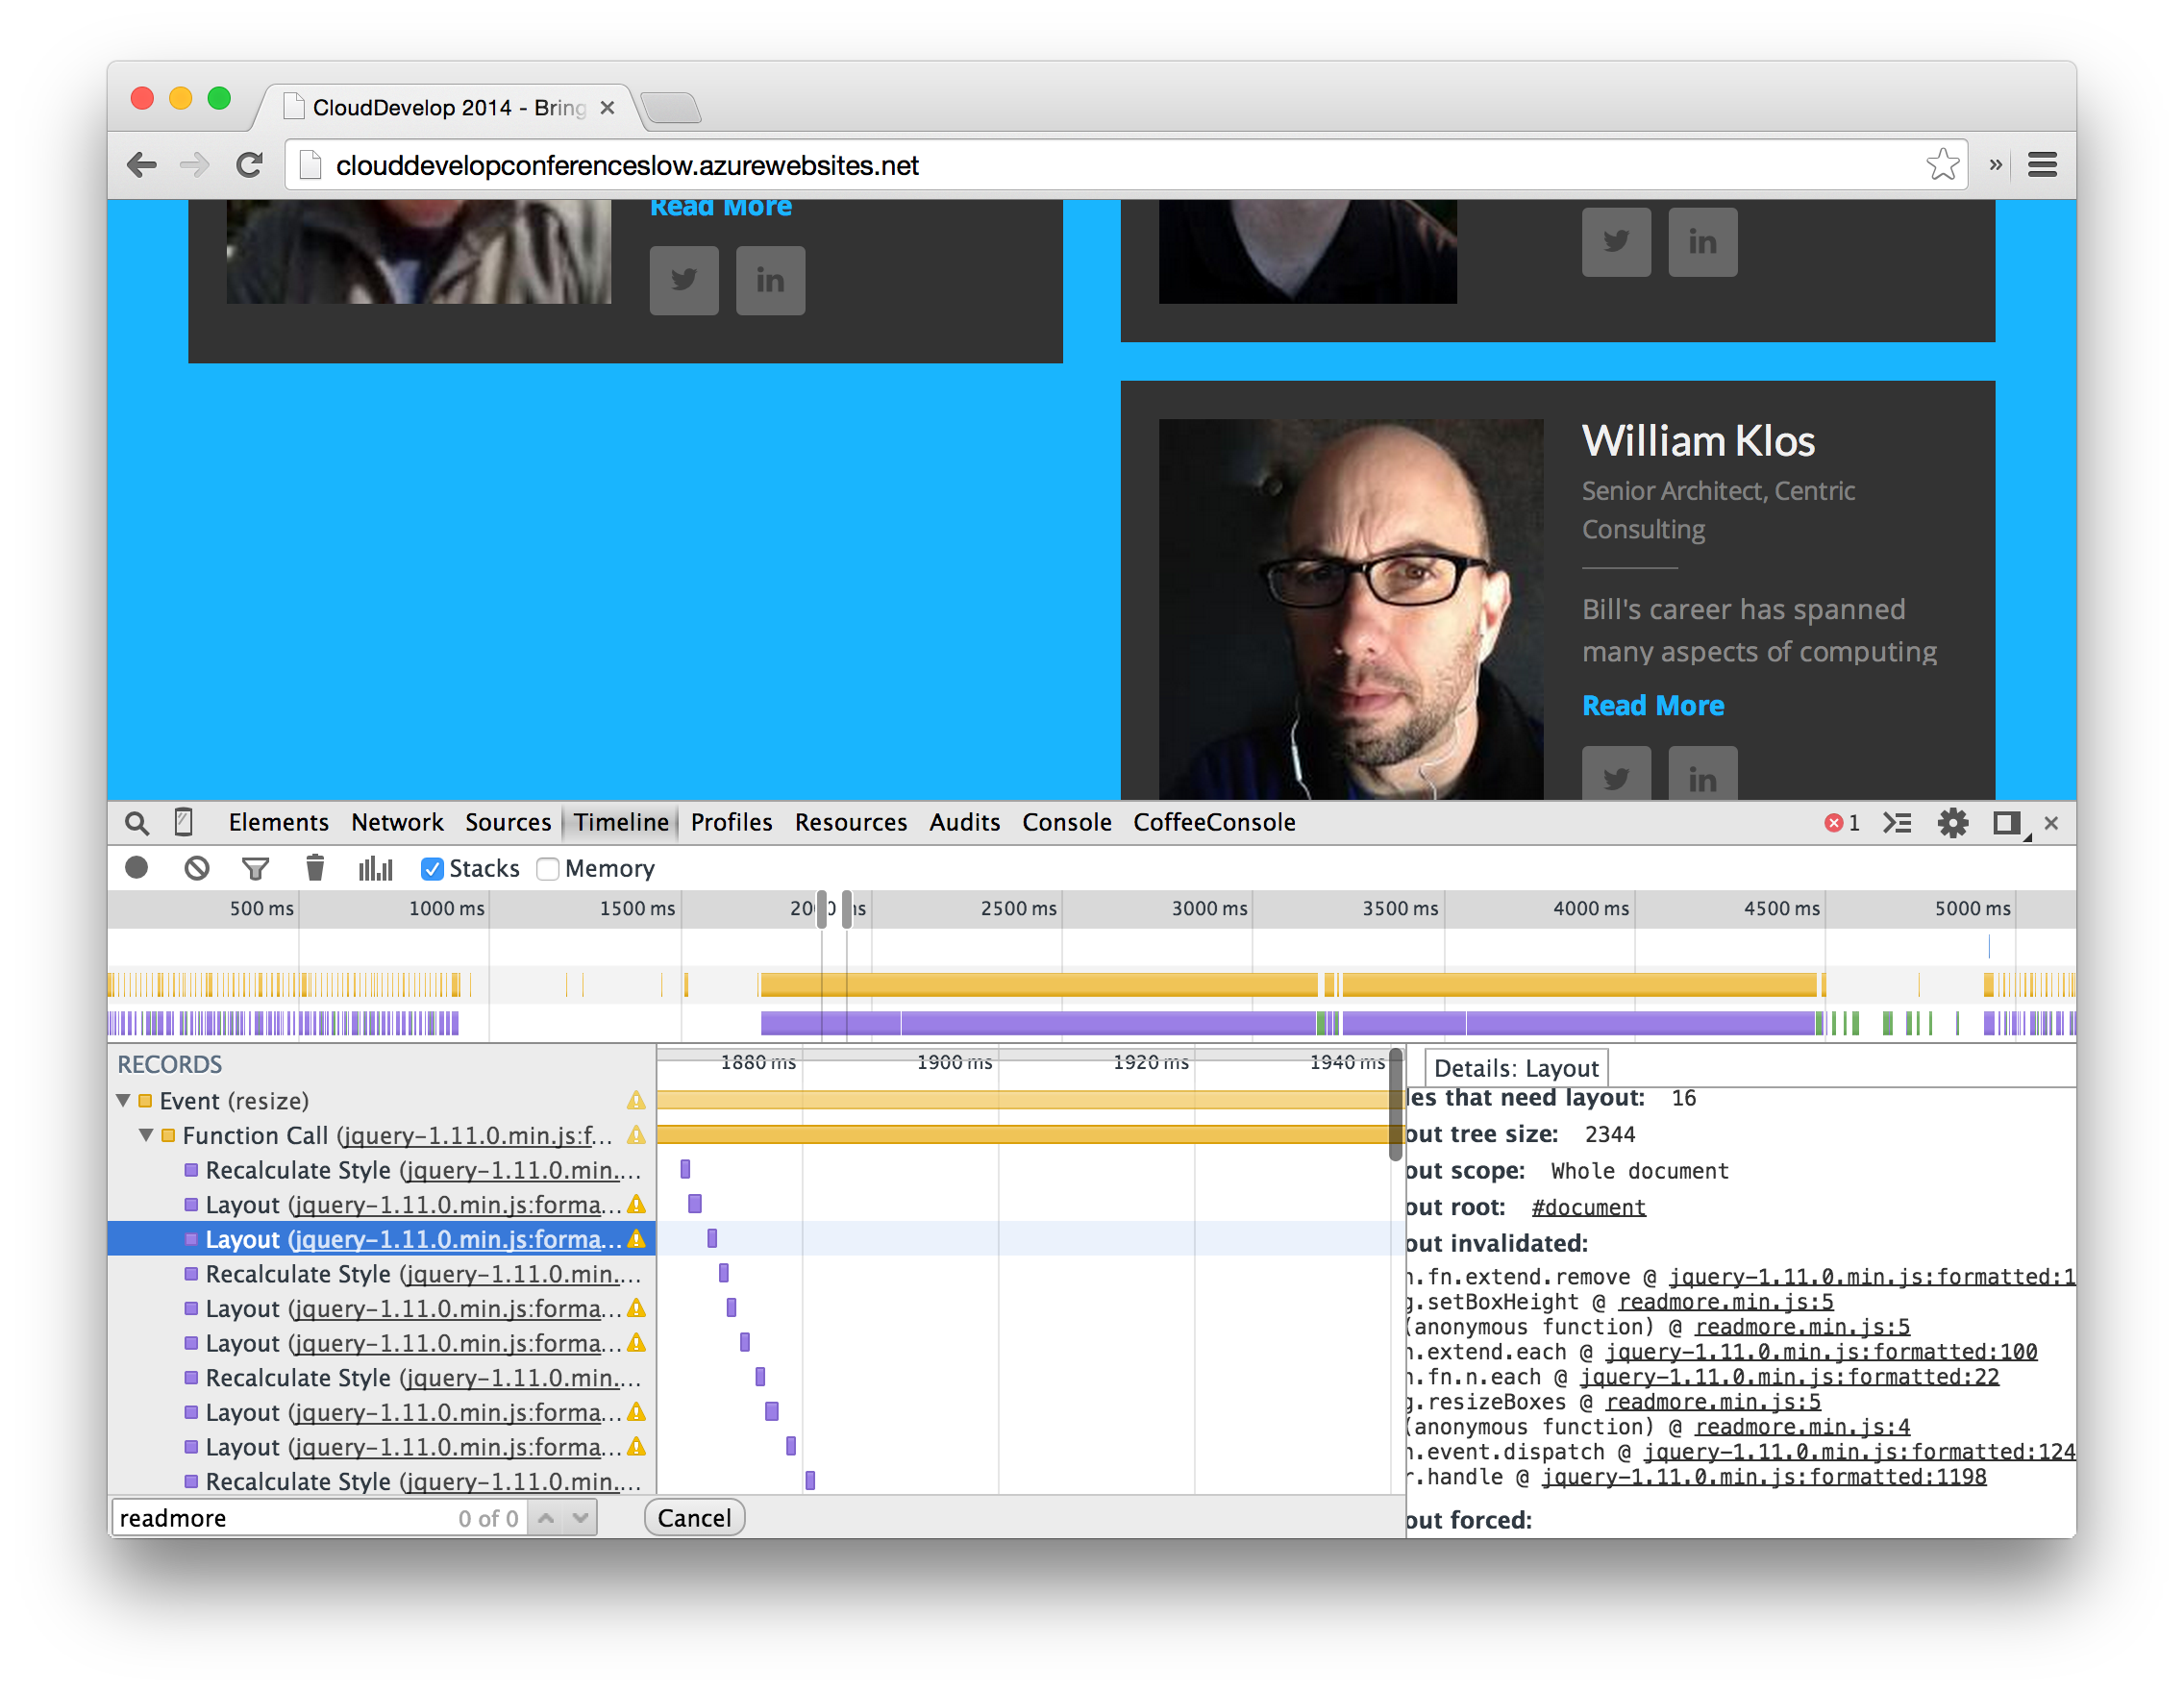 CloudDevelop 2014 - Bring
clouddevelopconferenceslow.azurewebsites.net
»
Read More
in
in
William Klos
Senior Architect, Centric
Consulting
Bill's career has spanned
many aspects of computing
Read More
in
Elements Network Sources Timeline Profiles Resources Audits Console CoffeeConsole
1
Stacks Memory
500 ms 1000 ms 1500 ms 2500 ms 3000 ms 3500 ms 4000 ms 4500 ms 5000 ms
RECORDS
1880 ms 1900 ms 1920 ms 1940 ms
Event (resize)
Function Call (jquery-1.11.0.min.js:f...
Recalculate Style (jquery-1.11.0.min....
Layout (jquery-1.11.0.min.js:forma...
Layout (jquery-1.11.0.min.js:forma...
Recalculate Style (jquery-1.11.0.min....
Layout (jquery-1.11.0.min.js:forma...
Layout (jquery-1.11.0.min.js:forma...
Recalculate Style (jquery-1.11.0.min....
Layout (jquery-1.11.0.min.js:forma...
Layout (jquery-1.11.0.min.js:forma...
Recalculate Style (jquery-1.11.0.min....
readmore 0 of 0 Cancel
Details: Layout
les that need layout: 16
out tree size: 2344
out scope: Whole document
out root: #document
out invalidated:
n.fn.extend.remove @ jquery-1.11.0.min.js:formatted:1
g.setBoxHeight @ readmore.min.js:5
(anonymous function) @ readmore.min.js:5
n.extend.each @ jquery-1.11.0.min.js:formatted:100
n.fn.n.each @ jquery-1.11.0.min.js:formatted:22
g.resizeBoxes @ readmore.min.js:5
(anonymous function) @ readmore.min.js:4
n.event.dispatch @ jquery-1.11.0.min.js:formatted:124
r.handle @ jquery-1.11.0.min.js:formatted:1198
out forced: